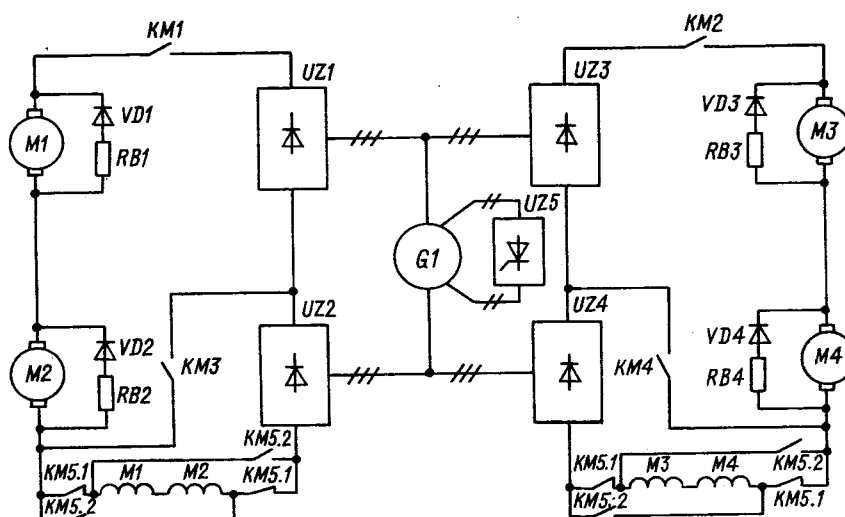 KM1
KM2
UZ1
UZ3
VD1
M1
RB1
VD3
M3
RB3
UZ5
G1
UZ2
UZ4
VD2
M2
RB2
KM3
KM4
VD4
M4
RB4
KM5.2
KM5.1
M1
M2
KM5.1
KM5.2
KM5.1
M3
M4
KM5.2
KM5.2
KM5.1